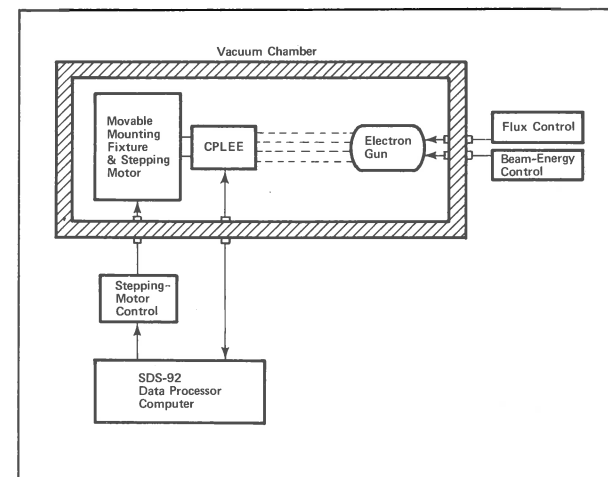 Vacuum Chamber
Movable
Mounting
Fixture
& Stepping
Motor
CPLEE
Electron
Gun
Flux Control
Beam-Energy
Control
Stepping-
Motor
Control
SDS-92
Data Processor
Computer